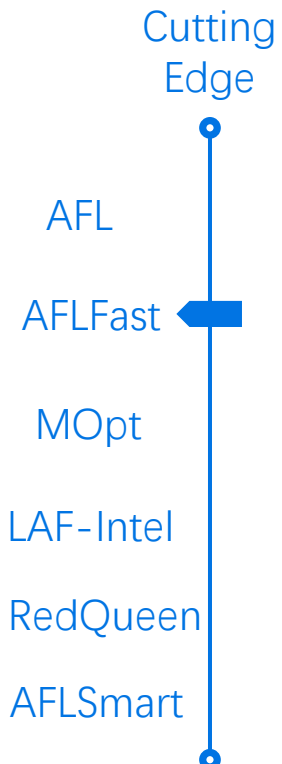 Cutting
Edge
AFL
AFLFast
MOpt
LAF-Intel
RedQueen
AFLSmart